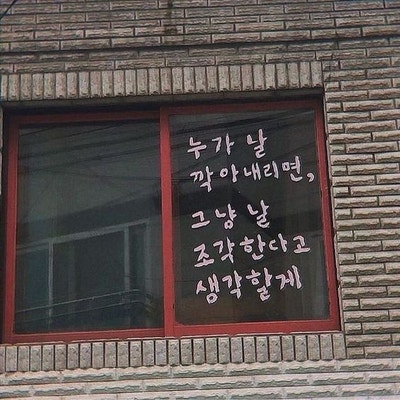 누가 날
깍아내리면,
그냥 날
조각한다고
생각할게